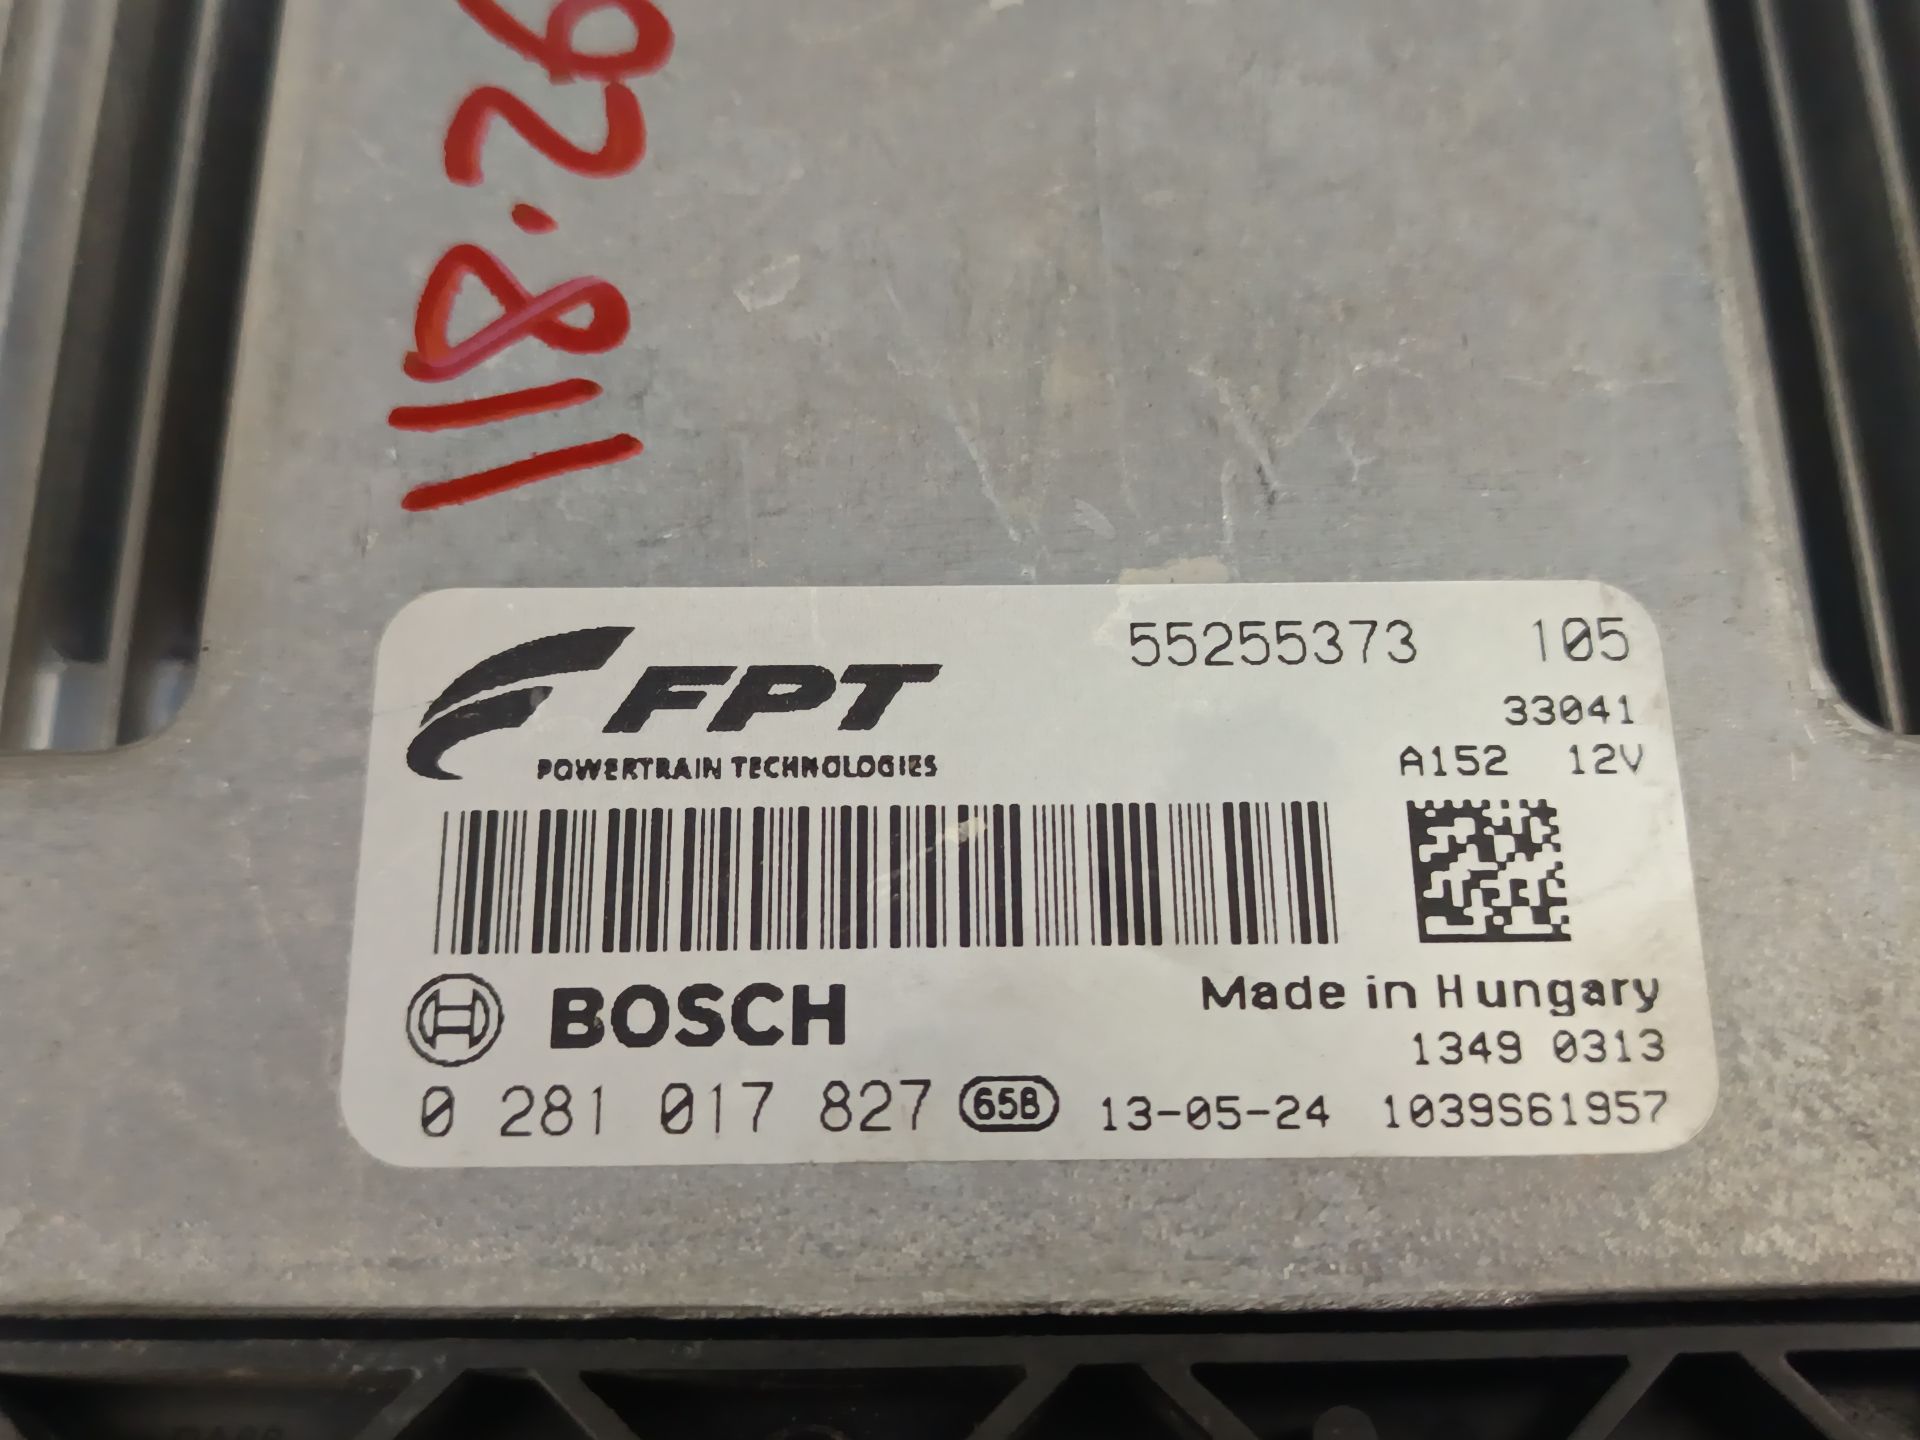 118.26
FPT
POWERTRAIN TECHNOLOGIES
55255373 105
33041
A152 12V
BOSCH
Made in Hungary
1349 0313
0 281 017 827 65B 13-05-24 1039S61957